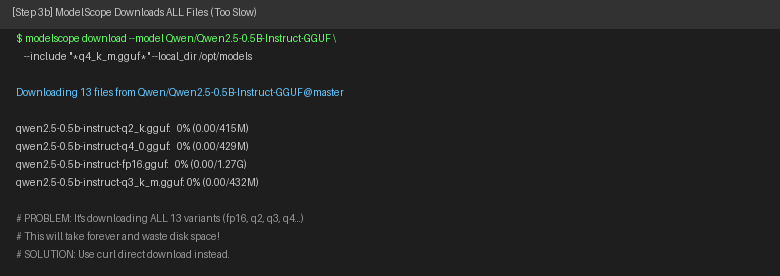 [Step 3b] ModelScope Downloads ALL Files (Too Slow)
$ modelscope download --model Qwen/Qwen2.5-0.5B-Instruct-GGUF \
--include "*q4_k_m.gguf*" --local_dir /opt/models
Downloading 13 files from Qwen/Qwen2.5-0.5B-Instruct-GGUF@master
qwen2.5-0.5b-instruct-q2_k.gguf: 0% (0.00/415M)
qwen2.5-0.5b-instruct-q4_0.gguf: 0% (0.00/429M)
qwen2.5-0.5b-instruct-fp16.gguf: 0% (0.00/1.27G)
qwen2.5-0.5b-instruct-q3_k_m.gguf: 0% (0.00/432M)
# PROBLEM: It's downloading ALL 13 variants (fp16, q2, q3, q4...)
# This will take forever and waste disk space!
# SOLUTION: Use curl direct download instead.